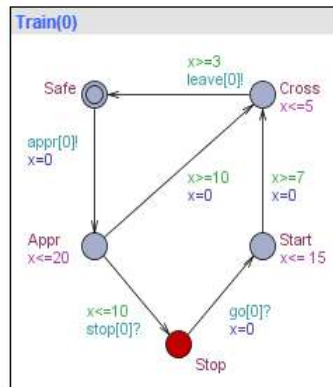 Train(0)
x>=3
leave[0]!
Safe
Cross
x<=5
appr[0]!
x=0
x>=10
x=0
x>=7
x=0
Appr
x<=20
Start
x<= 15
x<=10
stop[0]?
go[0]?
x=0
Stop